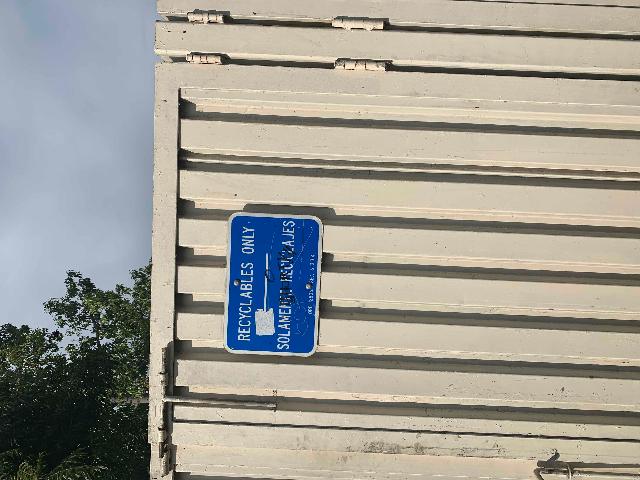 RECYCLABLES ONLY
SOLAMENTE RECICLAJES